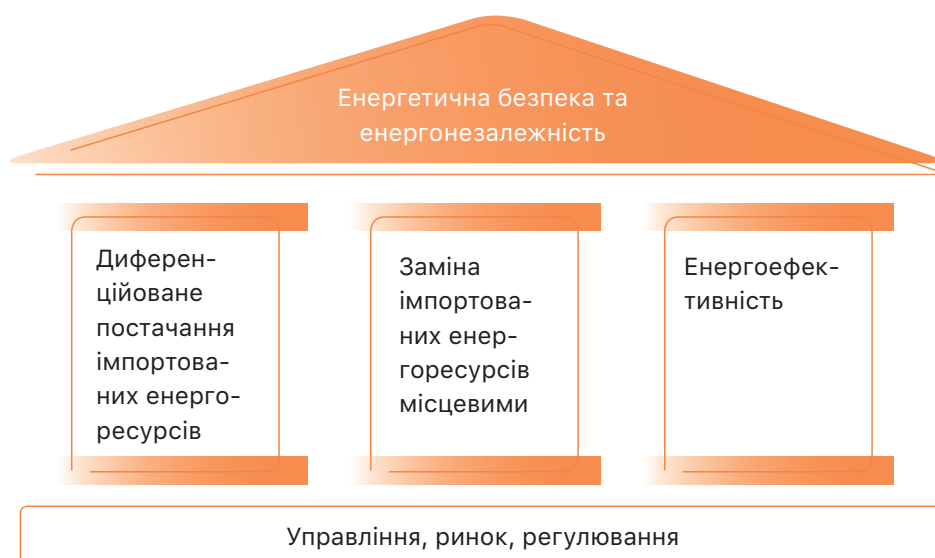 Енергетична безпека та
енергонезалежність
Диферен-
ційоване
постачання
імпортова-
них енерго-
ресурсів
Заміна
імпортова-
них енер-
горесурсів
місцевими
Енергоефек-
тивність
Управління, ринок, регулювання